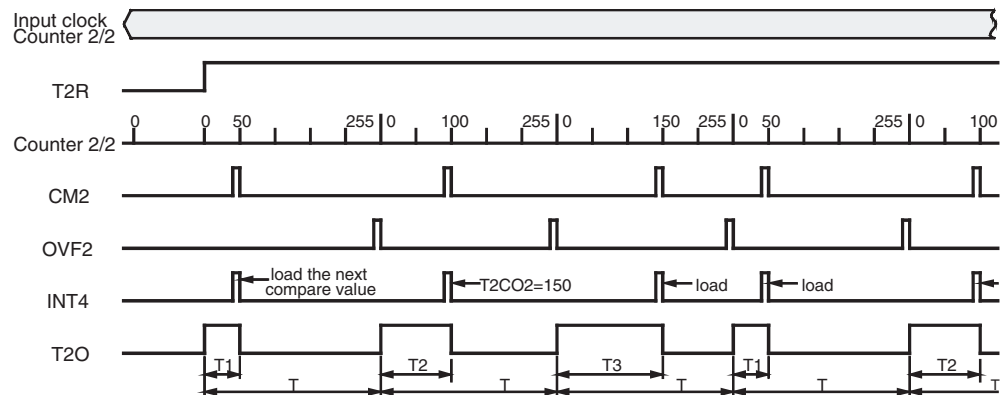 Input clock
Counter 2/2
T2R
0 0 50 255 0 100 255 0 150 255 0 50 255 0 100
Counter 2/2
CM2
OVF2
INT4
load the next
compare value
T2CO2=150
load
load
T2O
T1 T2 T3 T1 T2
T T T T T